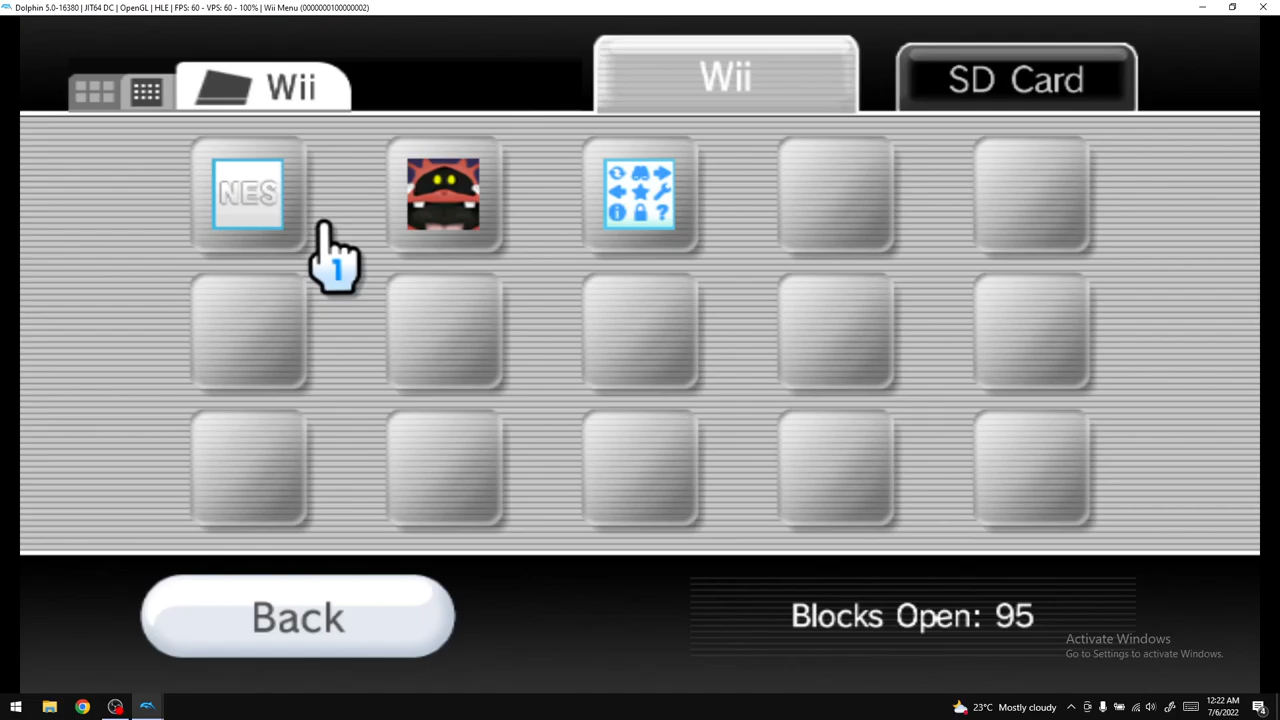 Dolphin 5.0-16380 | JIT64 DC | OpenGL | HLE | FPS: 60 - VPS: 60 - 100% | Wii Menu (0000000100000002)
Wii
Wii
SD Card
NES
1
Back
Blocks Open: 95
Activate Windows
Go to Settings to activate Windows.
23°C Mostly cloudy
12:22 AM
7/6/2022